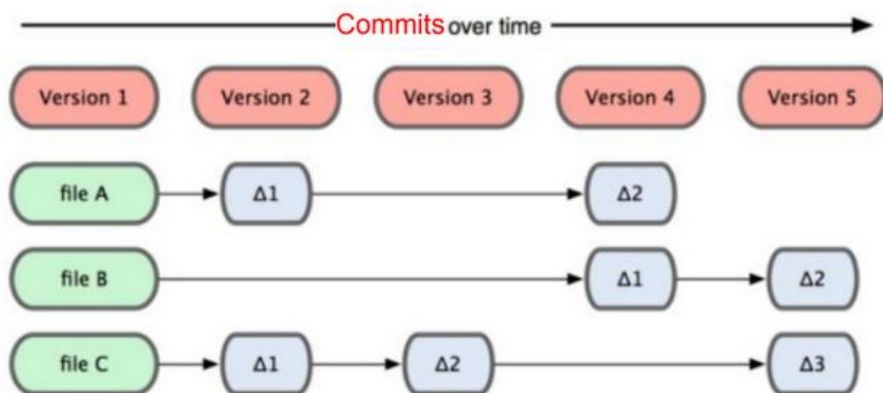 Commits over time
Version 1 Version 2 Version 3 Version 4 Version 5
file A Δ1 Δ2
file B Δ1 Δ2
file C Δ1 Δ2 Δ3